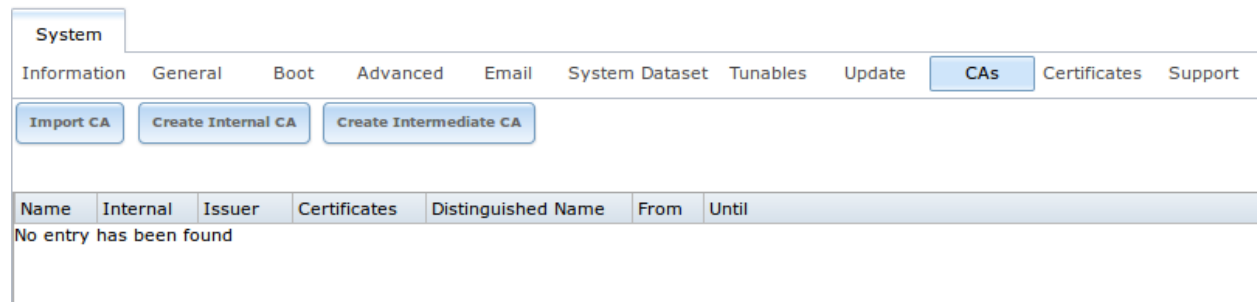 System
Information General Boot Advanced Email System Dataset Tunables Update CAs Certificates Support
Import CA Create Internal CA Create Intermediate CA
Name Internal Issuer Certificates Distinguished Name From Until
No entry has been found